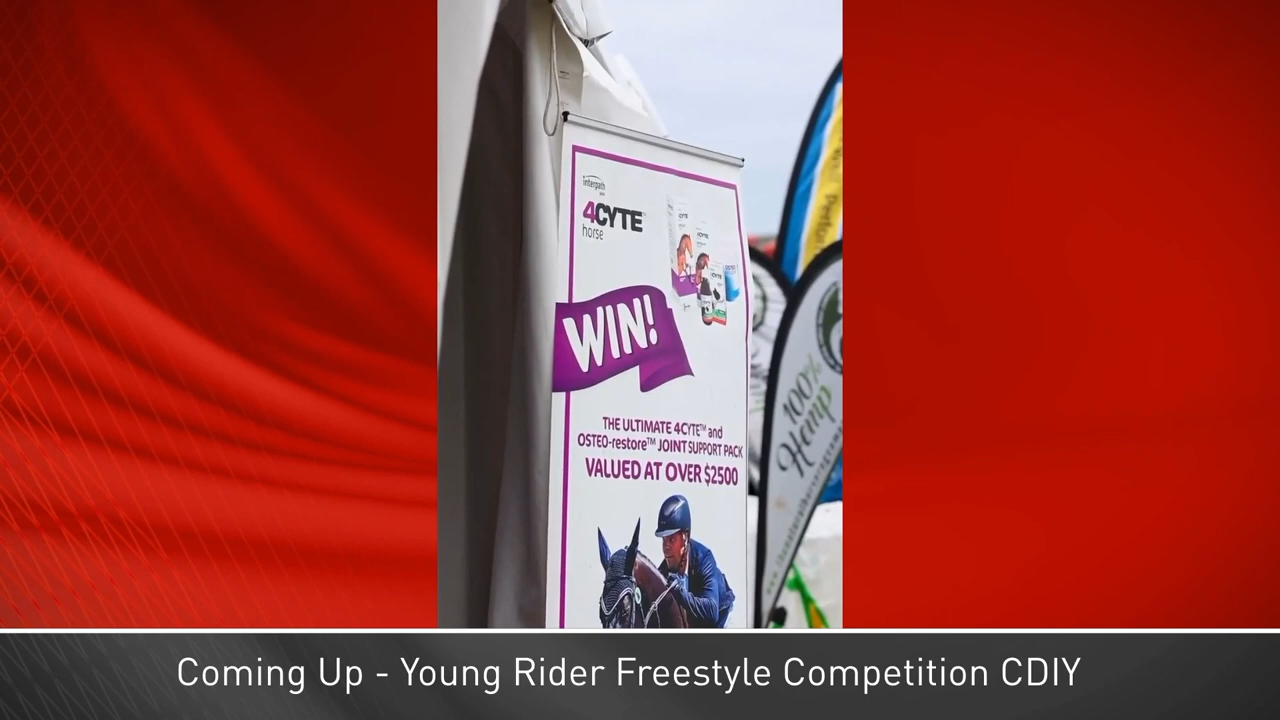 interpath
4CYTE
horse
WIN!
THE ULTIMATE 4CYTE™ and
OSTEO-restore™ JOINT SUPPORT PACK
VALUED AT OVER $2500
100%
Hemp
Coming Up - Young Rider Freestyle Competition CDIY